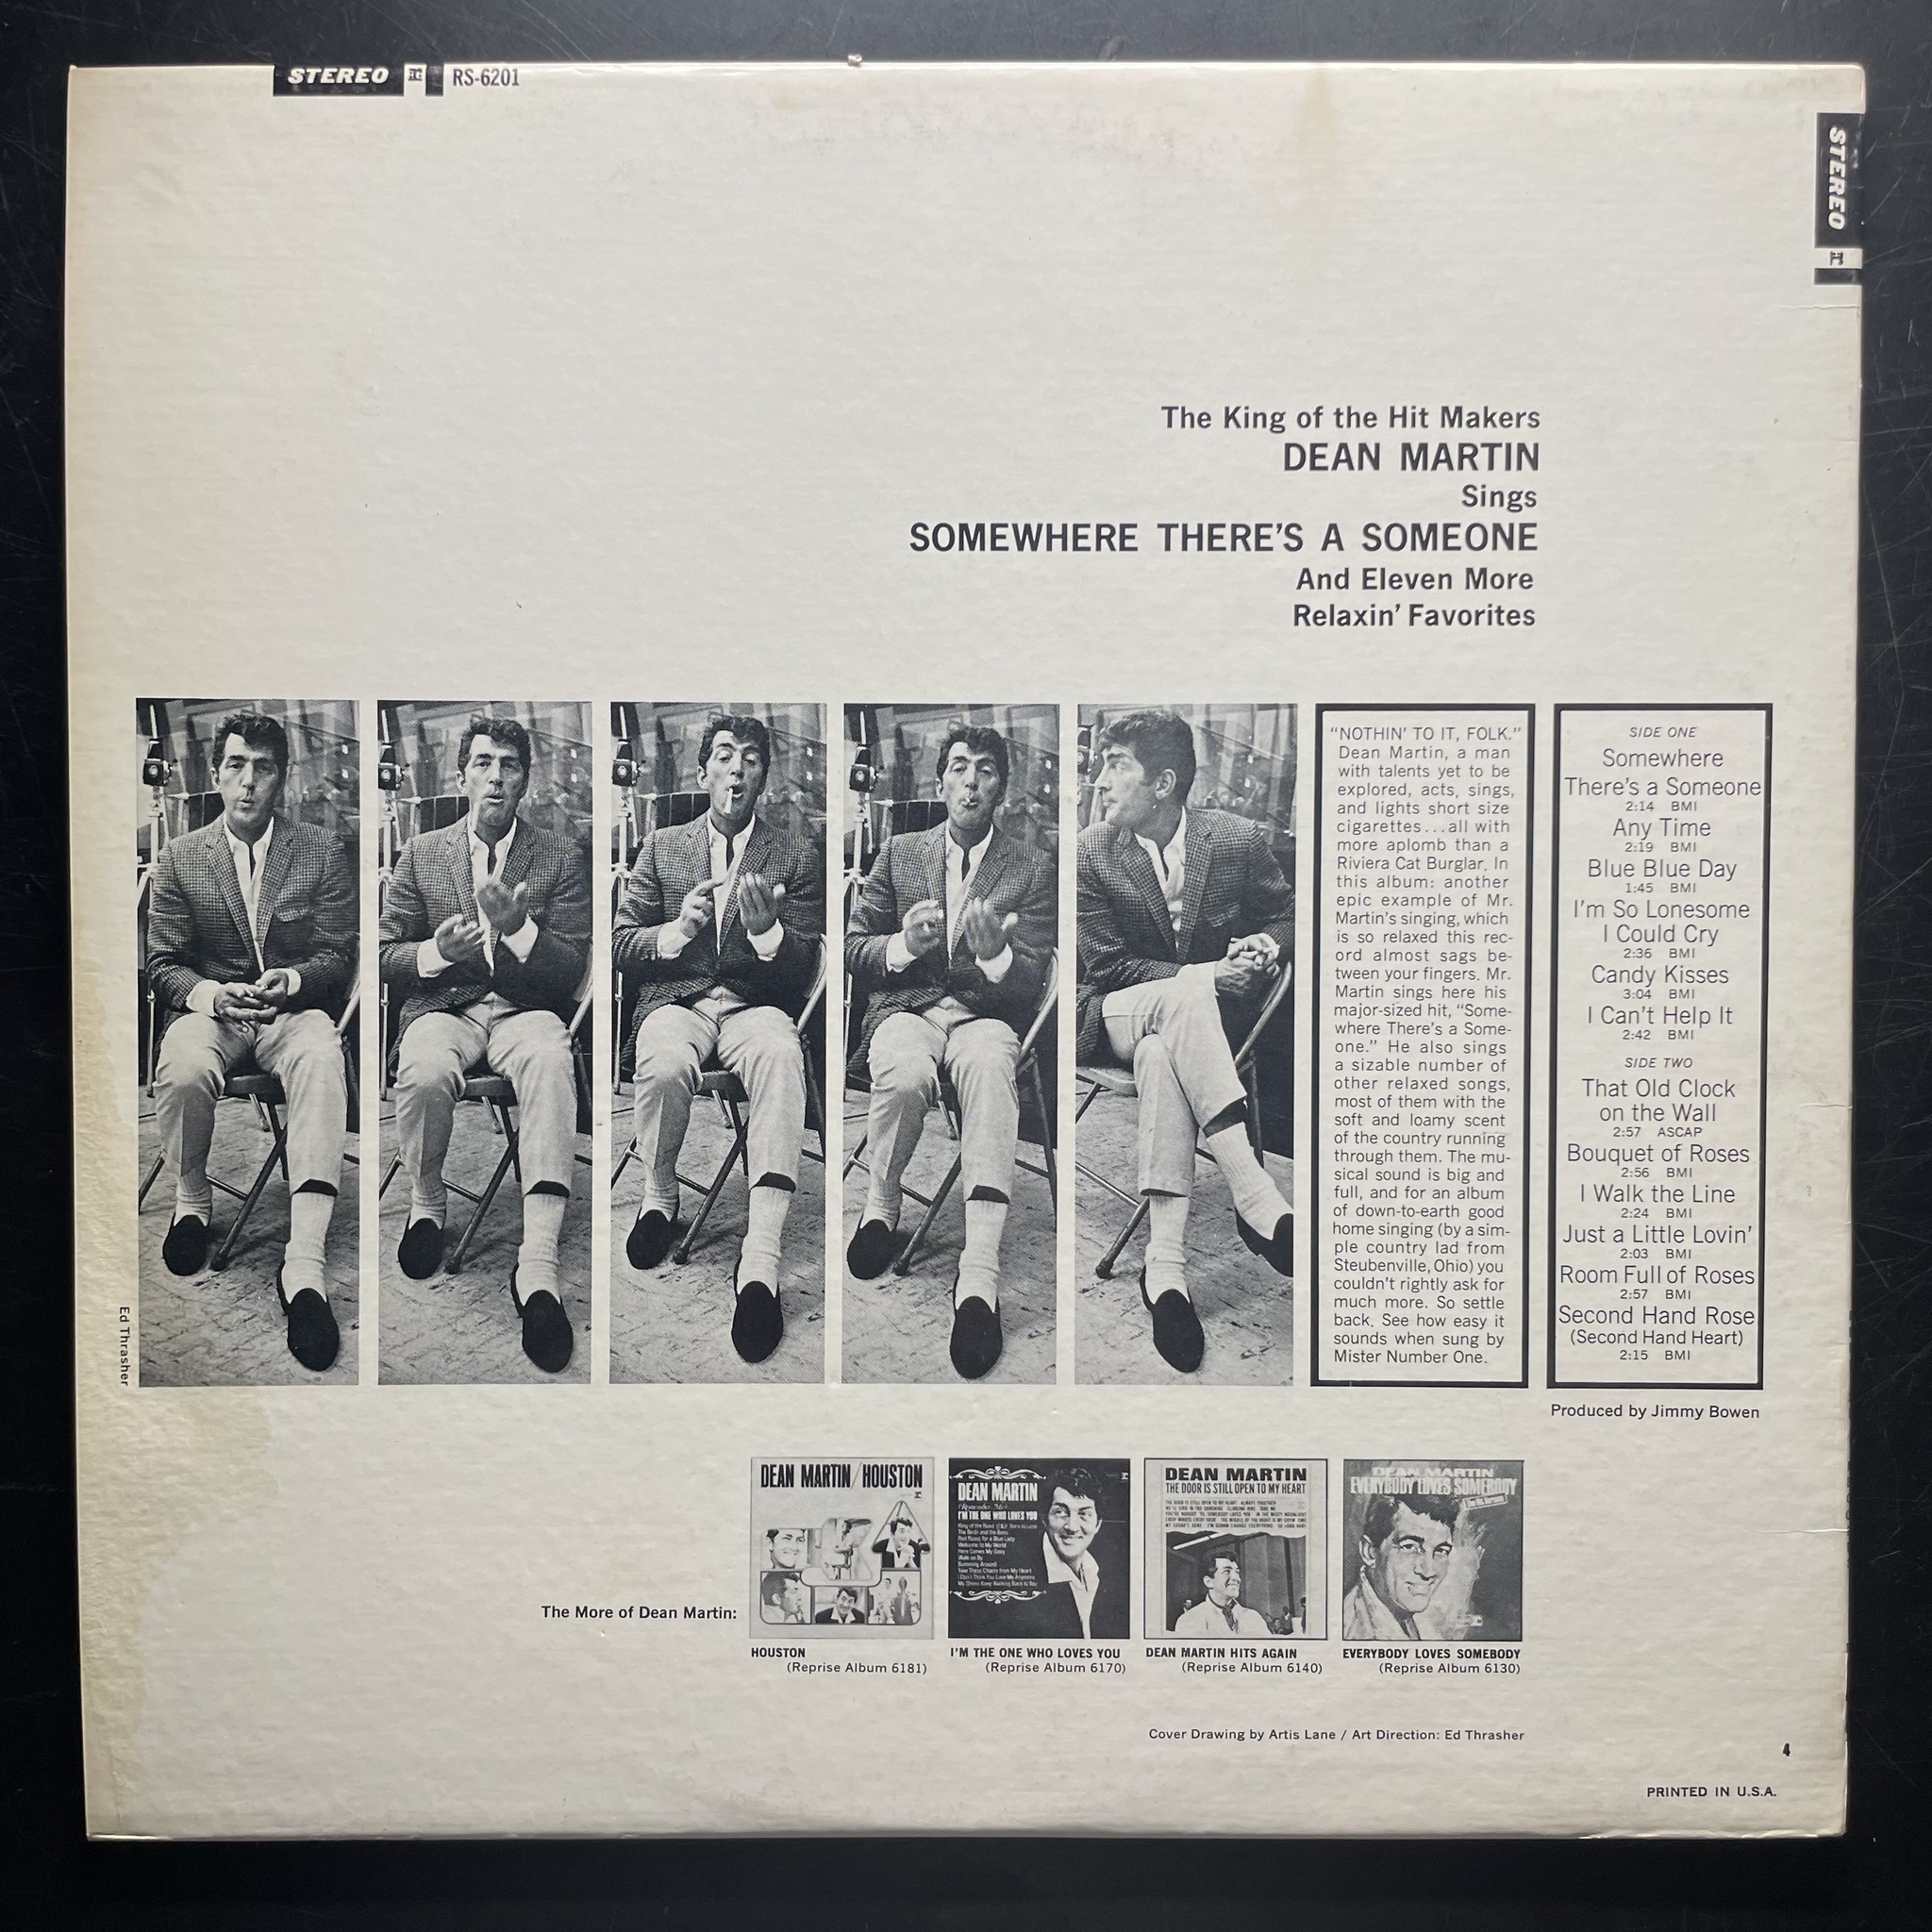 STEREO RS-6201
STEREO
The King of the Hit Makers
DEAN MARTIN
Sings
SOMEWHERE THERE'S A SOMEONE
And Eleven More
Relaxin' Favorites
"NOTHIN' TO IT, FOLK."
Dean Martin, a man
with talents yet to be
explored, acts, sings,
and lights short size
cigarettes...all with
more aplomb than a
Riviera Cat Burglar. In
this album: another
epic example of Mr.
Martin's singing, which
is so relaxed this rec-
ord almost sags be-
tween your fingers. Mr.
Martin sings here his
major-sized hit, "Some-
where There's a Some-
one." He also sings
a sizable number of
other relaxed songs,
most of them with the
soft and loamy scent
of the country running
through them. The mu-
sical sound is big and
full, and for an album
of down-to-earth good
home singing (by a sim-
ple country lad from
Steubenville, Ohio) you
couldn't rightly ask for
much more. So settle
back. See how easy it
sounds when sung by
Mister Number One.
SIDE ONE
Somewhere
There's a Someone
2:14 BMI
Any Time
2:19 BMI
Blue Blue Day
1:45 BMI
I'm So Lonesome
I Could Cry
2:36 BMI
Candy Kisses
3:04 BMI
I Can't Help It
2:42 BMI
SIDE TWO
That Old Clock
on the Wall
2:57 ASCAP
Bouquet of Roses
2:56 BMI
I Walk the Line
2:24 BMI
Just a Little Lovin'
2:03 BMI
Room Full of Roses
2:57 BMI
Second Hand Rose
(Second Hand Heart)
2:15 BMI
Ed Thrasher
Produced by Jimmy Bowen
The More of Dean Martin:
DEAN MARTIN/HOUSTON
HOUSTON
(Reprise Album 6181)
DEAN MARTIN
(Remember Me)
I'M THE ONE WHO LOVES YOU
I'M THE ONE WHO LOVES YOU
(Reprise Album 6170)
DEAN MARTIN
THE DOOR IS STILL OPEN TO MY HEART
DEAN MARTIN HITS AGAIN
(Reprise Album 6140)
DEAN MARTIN
EVERYBODY LOVES SOMEBODY
EVERYBODY LOVES SOMEBODY
(Reprise Album 6130)
Cover Drawing by Artis Lane / Art Direction: Ed Thrasher
4
PRINTED IN U.S.A.